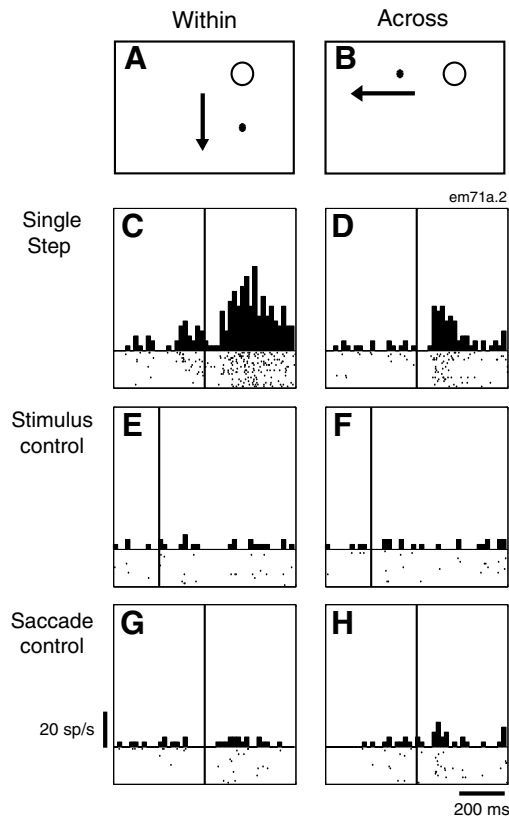 Within Across
A B
em71a.2
Single
Step
C D
Stimulus
control
E F
Saccade
control
G H
20 sp/s
200 ms